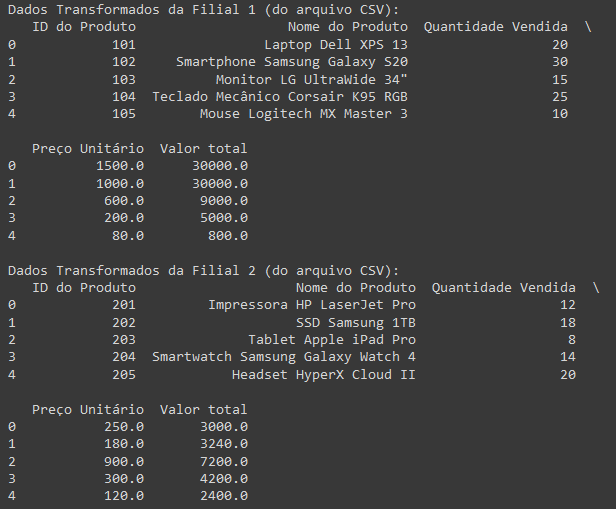 Dados Transformados da Filial 1 (do arquivo CSV):
   ID do Produto                   Nome do Produto  Quantidade Vendida  \
0            101                Laptop Dell XPS 13                  20
1            102     Smartphone Samsung Galaxy S20                  30
2            103          Monitor LG UltraWide 34"                  15
3            104  Teclado Mecânico Corsair K95 RGB                  25
4            105        Mouse Logitech MX Master 3                  10

   Preço Unitário  Valor total
0          1500.0      30000.0
1          1000.0      30000.0
2           600.0       9000.0
3           200.0       5000.0
4            80.0        800.0

Dados Transformados da Filial 2 (do arquivo CSV):
   ID do Produto                    Nome do Produto  Quantidade Vendida  \
0            201         Impressora HP LaserJet Pro                  12
1            202                    SSD Samsung 1TB                  18
2            203              Tablet Apple iPad Pro                   8
3            204  Smartwatch Samsung Galaxy Watch 4                  14
4            205            Headset HyperX Cloud II                  20

   Preço Unitário  Valor total
0           250.0       3000.0
1           180.0       3240.0
2           900.0       7200.0
3           300.0       4200.0
4           120.0       2400.0